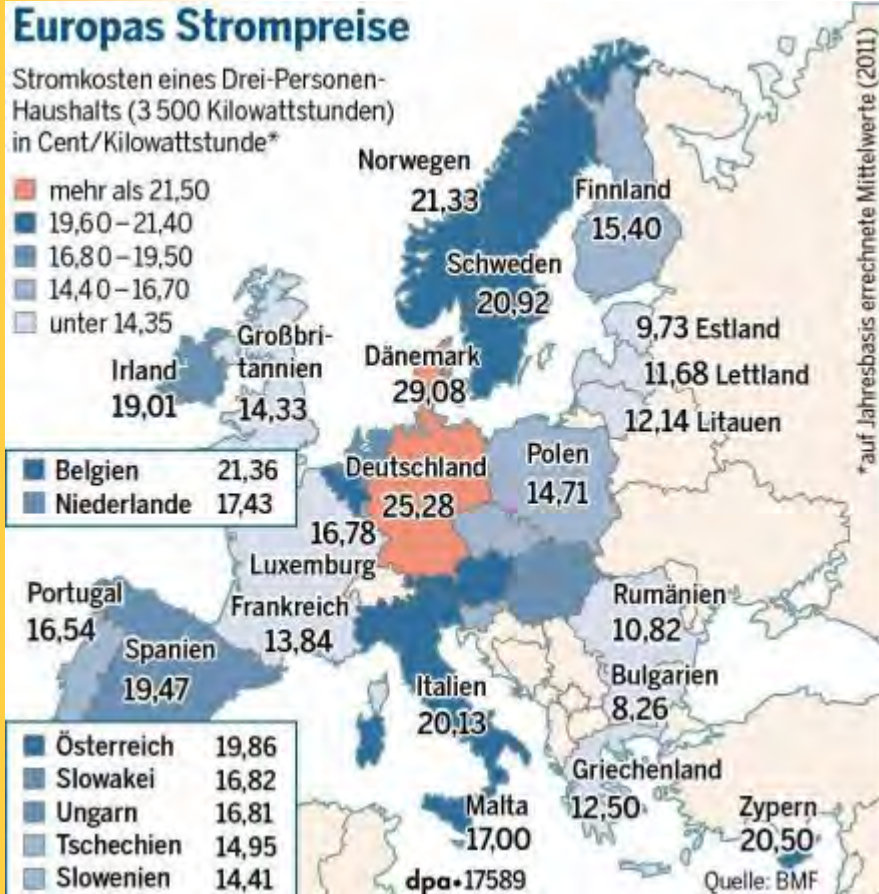 Europas Strompreise
Stromkosten eines Drei-Personen-
Haushalts (3 500 Kilowattstunden)
in Cent/Kilowattstunde*
mehr als 21,50
19,60–21,40
16,80–19,50
14,40–16,70
unter 14,35
*auf Jahresbasis errechnete Mittelwerte (2011)
Norwegen
21,33
Finnland
15,40
Schweden
20,92
Großbri-
tannien
14,33
Irland
19,01
Dänemark
29,08
9,73 Estland
11,68 Lettland
12,14 Litauen
Belgien 21,36
Niederlande 17,43
Deutschland
25,28
Polen
14,71
16,78
Luxemburg
Portugal
16,54
Spanien
19,47
Frankreich
13,84
Rumänien
10,82
Italien
20,13
Bulgarien
8,26
Griechenland
12,50
Malta
17,00
Zypern
20,50
Österreich 19,86
Slowakei 16,82
Ungarn 16,81
Tschechien 14,95
Slowenien 14,41
dpa•17589
Quelle: BMF